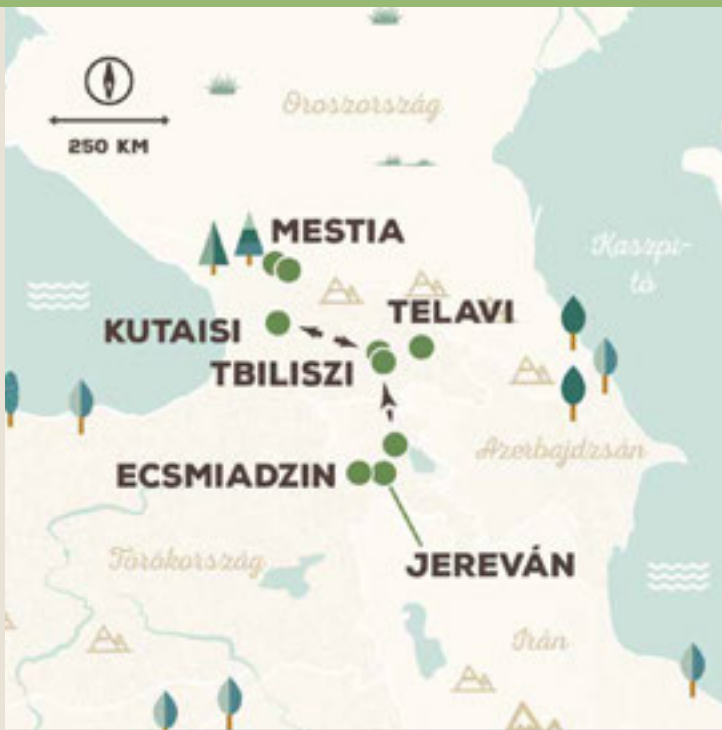 Oroszország
250 KM
MESTIA
Kaszpi-
tó
TELAVI
KUTAISI
TBILISZI
Azerbajdzsán
ECSMIADZIN
Törökország
JEREVÁN
Irán